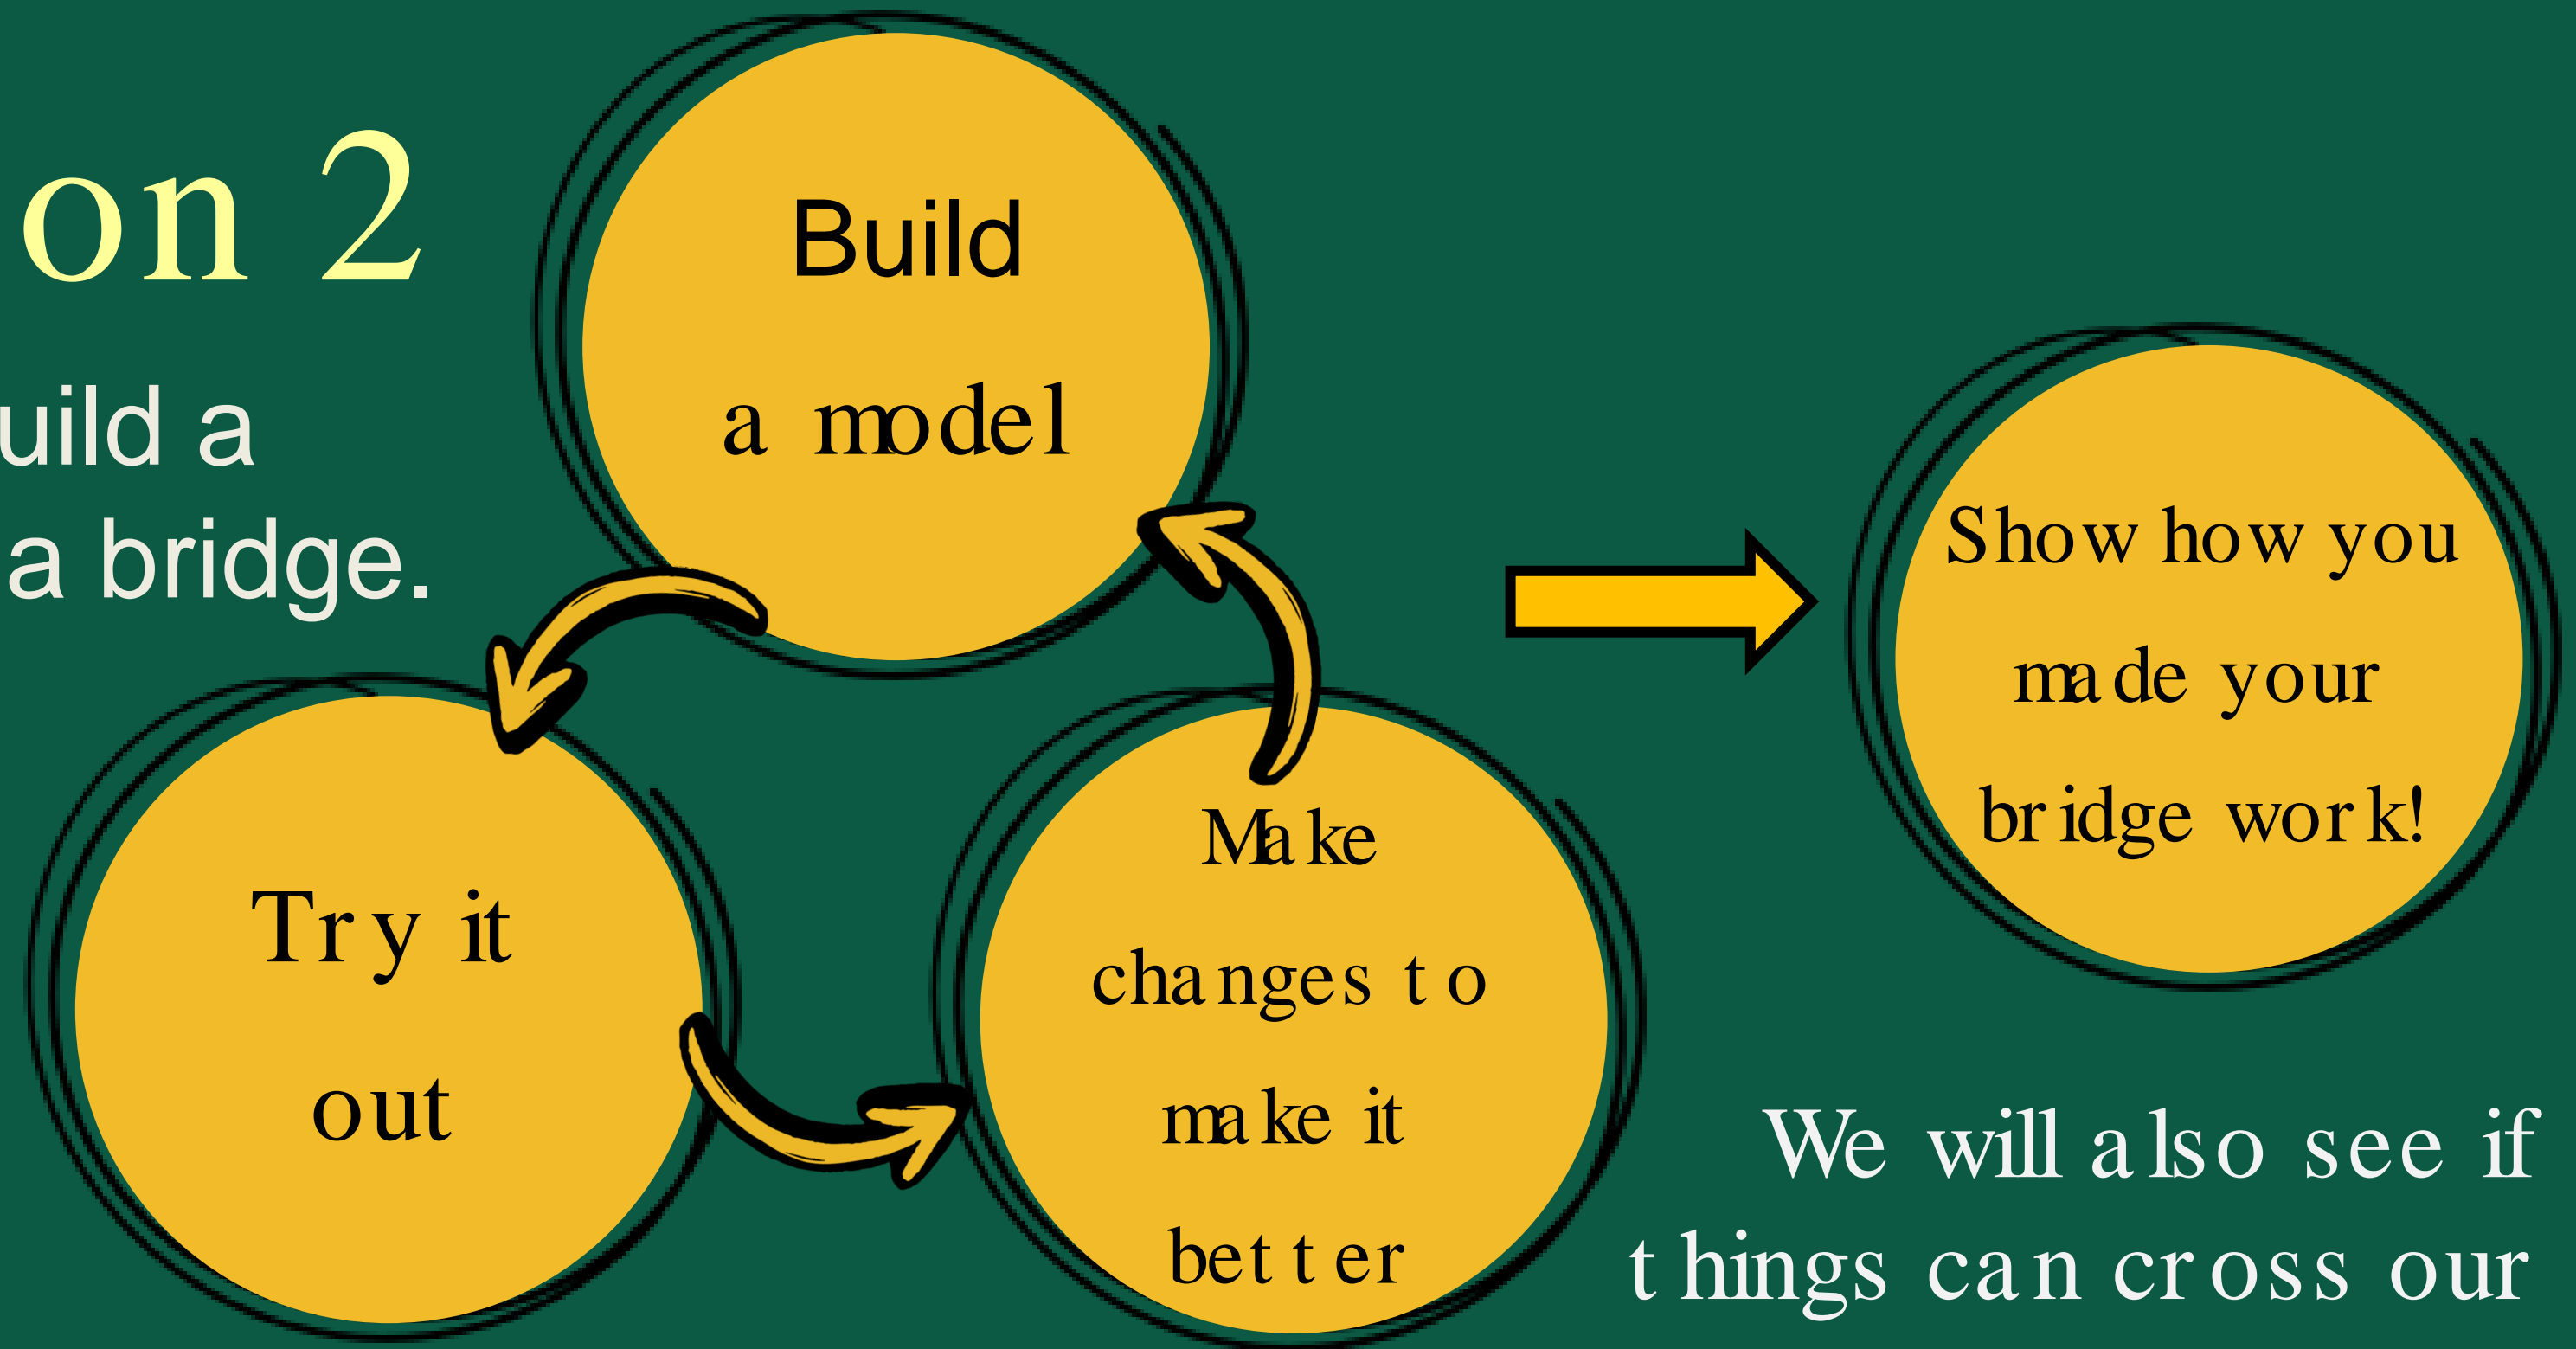 on 2
uild a
a bridge.
Build
a model
Try it
out
Make
changes to
make it
better
Show how you
made your
bridge work!
We will also see if
things can cross our